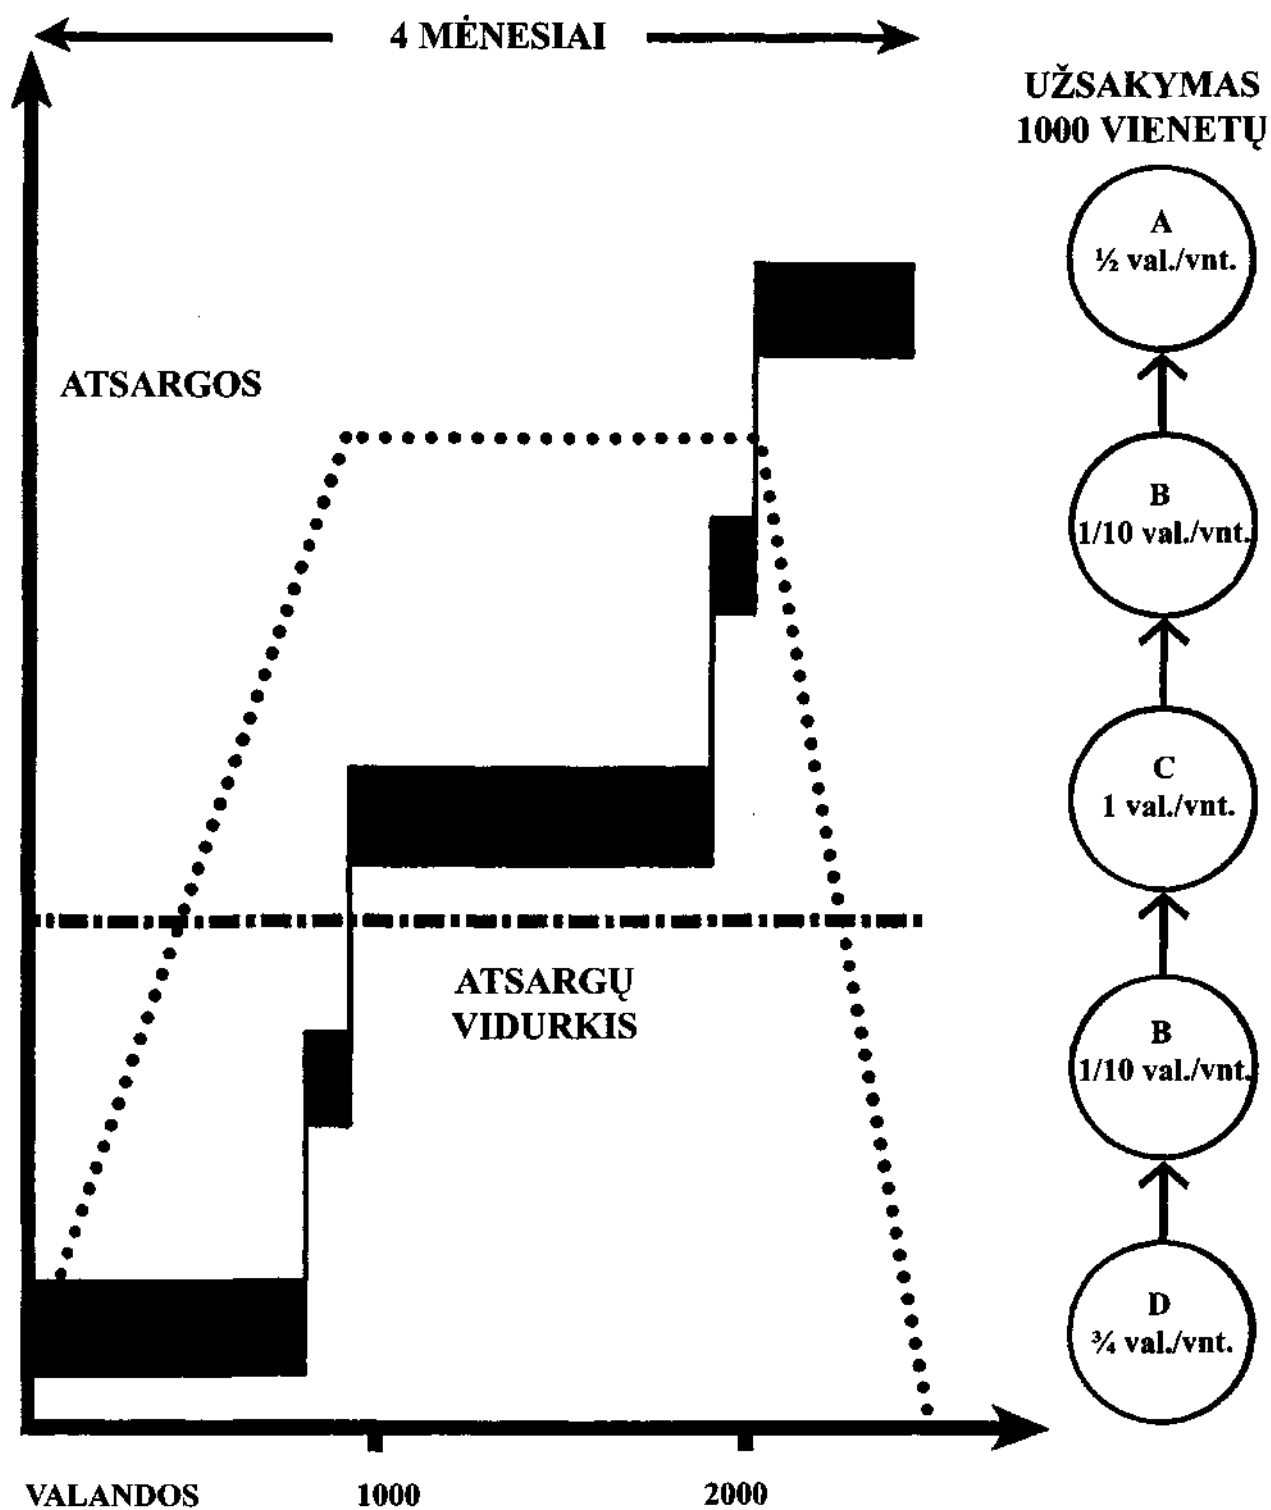 4 MĖNESIAI
UŽSAKYMAS
1000 VIENETŲ
A
½ val./vnt.
ATSARGOS
B
1/10 val./vnt.
C
1 val./vnt.
ATSARGŲ
VIDURKIS
B
1/10 val./vnt.
D
¾ val./vnt.
VALANDOS 1000 2000